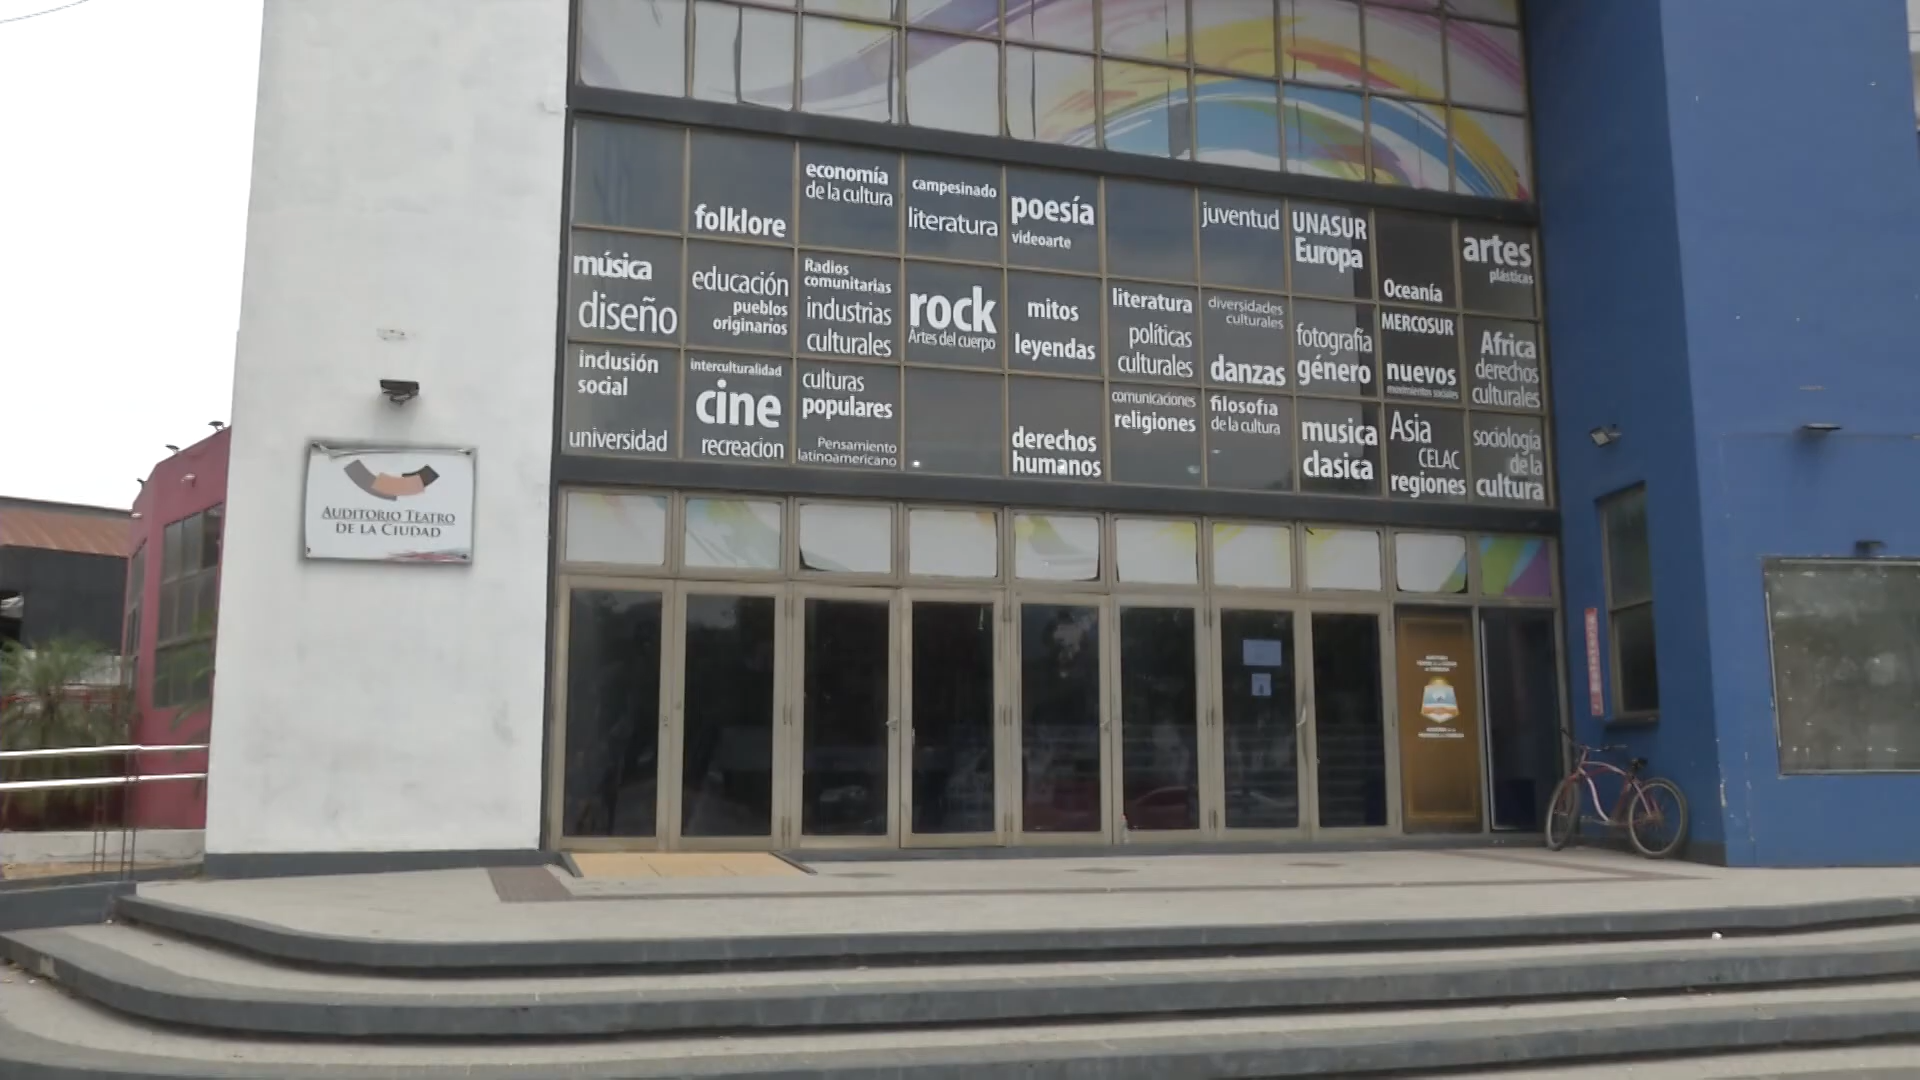 economía
de la cultura
campesinado
literatura
poesía
videoarte
juventud
UNASUR
Europa
artes
plásticas
folklore
Oceanía
música
diseño
educación
pueblos
originarios
Radios
comunitarias
industrias
culturales
rock
Artes del cuerpo
mitos
leyendas
literatura
políticas
culturales
diversidades
culturales
danzas
fotografía
género
MERCOSUR
nuevos
movimientos sociales
Africa
derechos
culturales
inclusión
social
universidad
interculturalidad
cine
recreacion
culturas
populares
Pensamiento
latinoamericano
derechos
humanos
comunicaciones
religiones
filosofia
de la cultura
musica
clasica
Asia
CELAC
regiones
sociología
de la
cultura
AUDITORIO TEATRO
DE LA CIUDAD